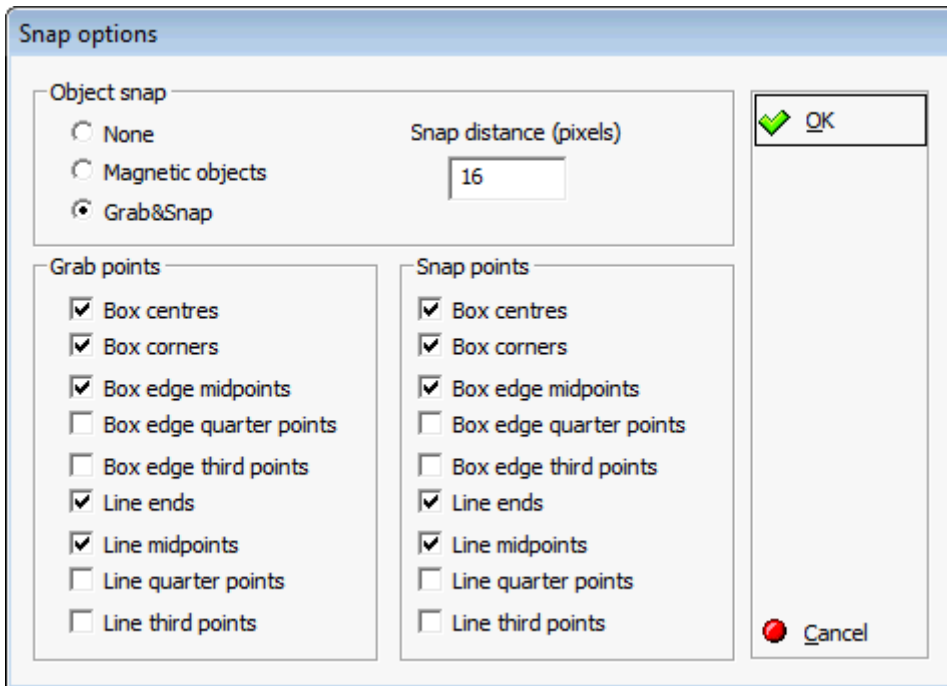 Snap options
Object snap
None
Magnetic objects
Grab&Snap
Snap distance (pixels)
16
Grab points
Box centres
Box corners
Box edge midpoints
Box edge quarter points
Box edge third points
Line ends
Line midpoints
Line quarter points
Line third points
Snap points
Box centres
Box corners
Box edge midpoints
Box edge quarter points
Box edge third points
Line ends
Line midpoints
Line quarter points
Line third points
OK
Cancel